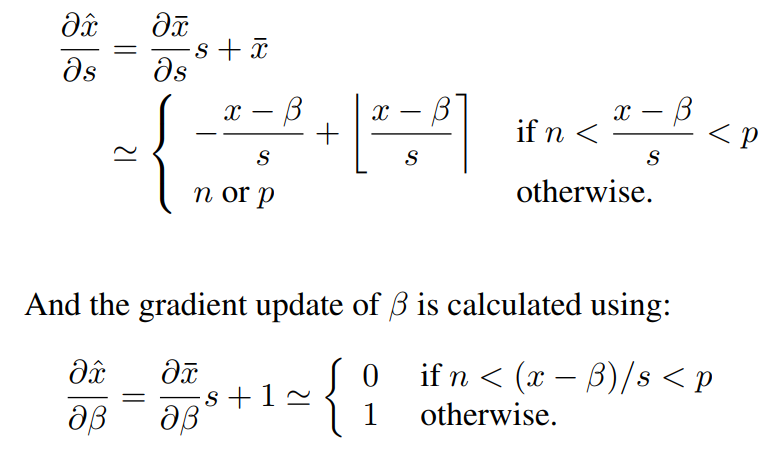 ∂x̂/∂s = ∂x̄/∂s s + x̄
≃ { −(x − β)/s + ⌊(x − β)/s⌉ if n < (x − β)/s < p
n or p otherwise.
And the gradient update of β is calculated using:
∂x̂/∂β = ∂x̄/∂β s + 1 ≃ { 0 if n < (x − β)/s < p
1 otherwise.